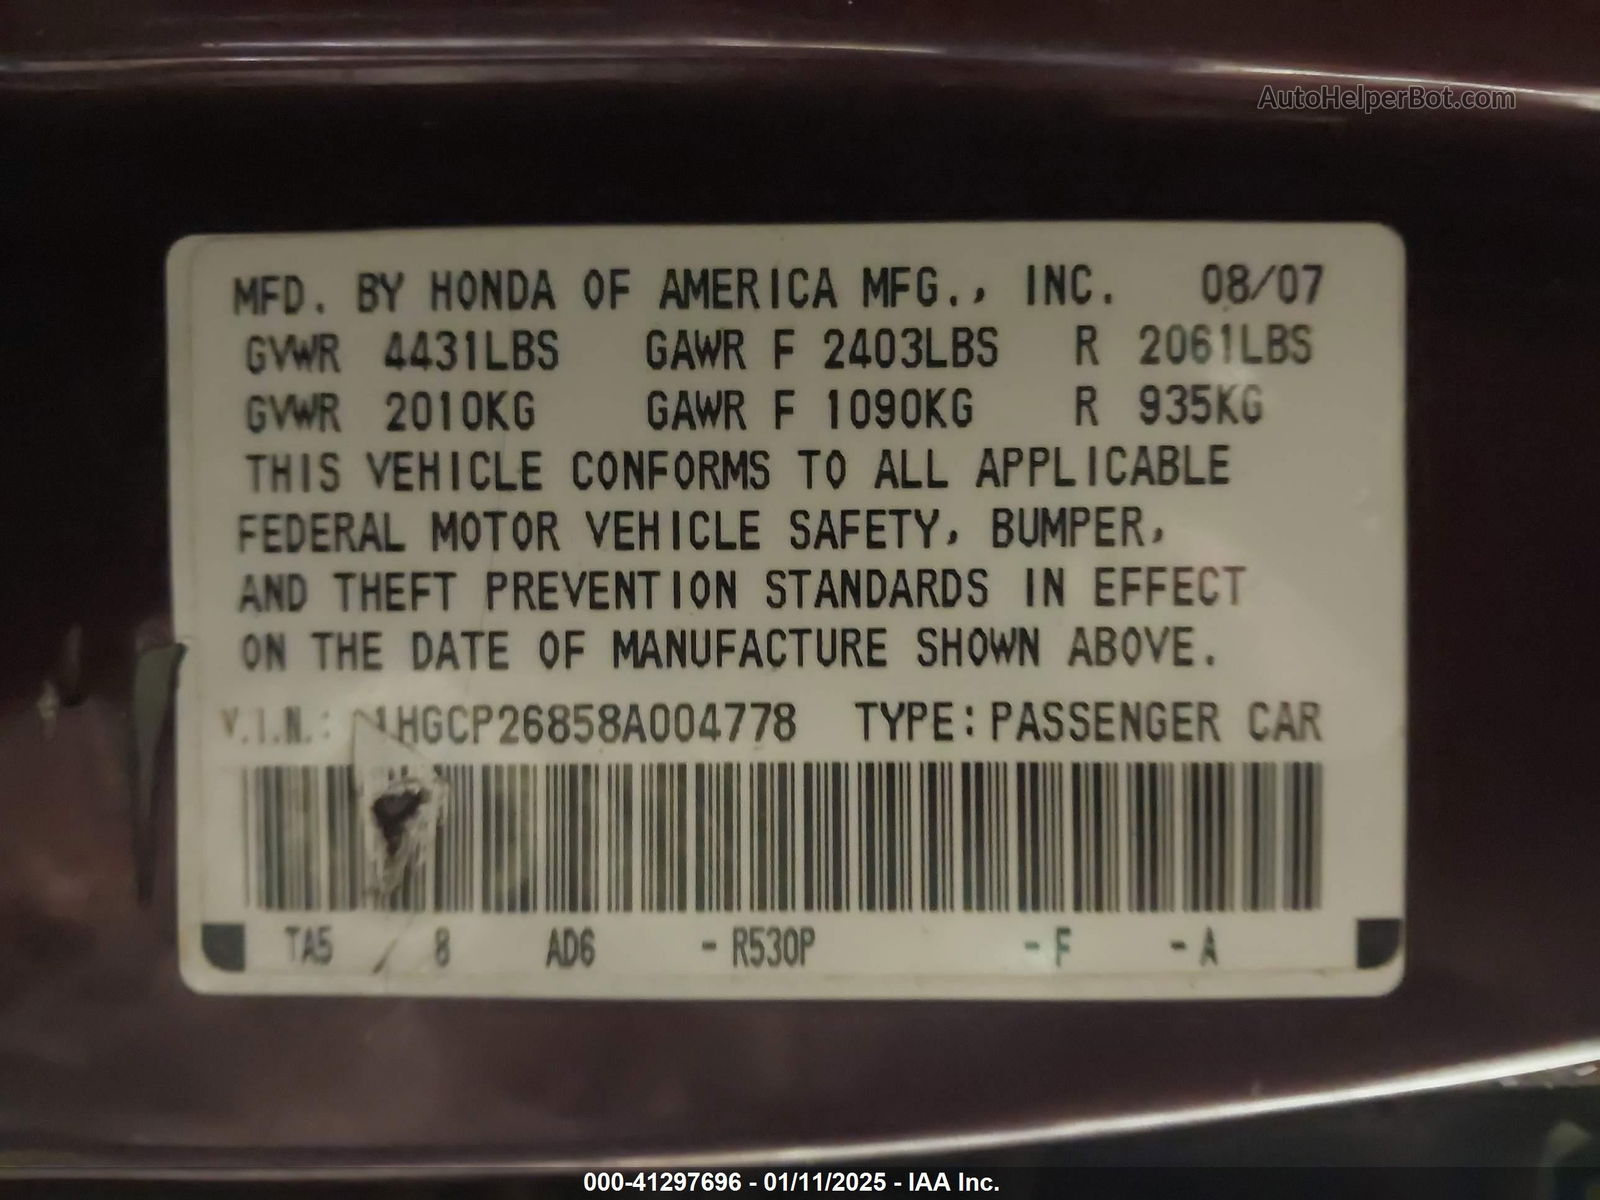 AutoHelperBot.com
MFD. BY HONDA OF AMERICA MFG., INC. 08/07
GVWR 4431LBS GAWR F 2403LBS R 2061LBS
GVWR 2010KG GAWR F 1090KG R 935KG
THIS VEHICLE CONFORMS TO ALL APPLICABLE
FEDERAL MOTOR VEHICLE SAFETY, BUMPER,
AND THEFT PREVENTION STANDARDS IN EFFECT
ON THE DATE OF MANUFACTURE SHOWN ABOVE.
V.I.N.: 1HGCP26858A004778 TYPE: PASSENGER CAR
TA5 8 AD6 - R530P - F - A
000-41297696 - 01/11/2025 - IAA Inc.